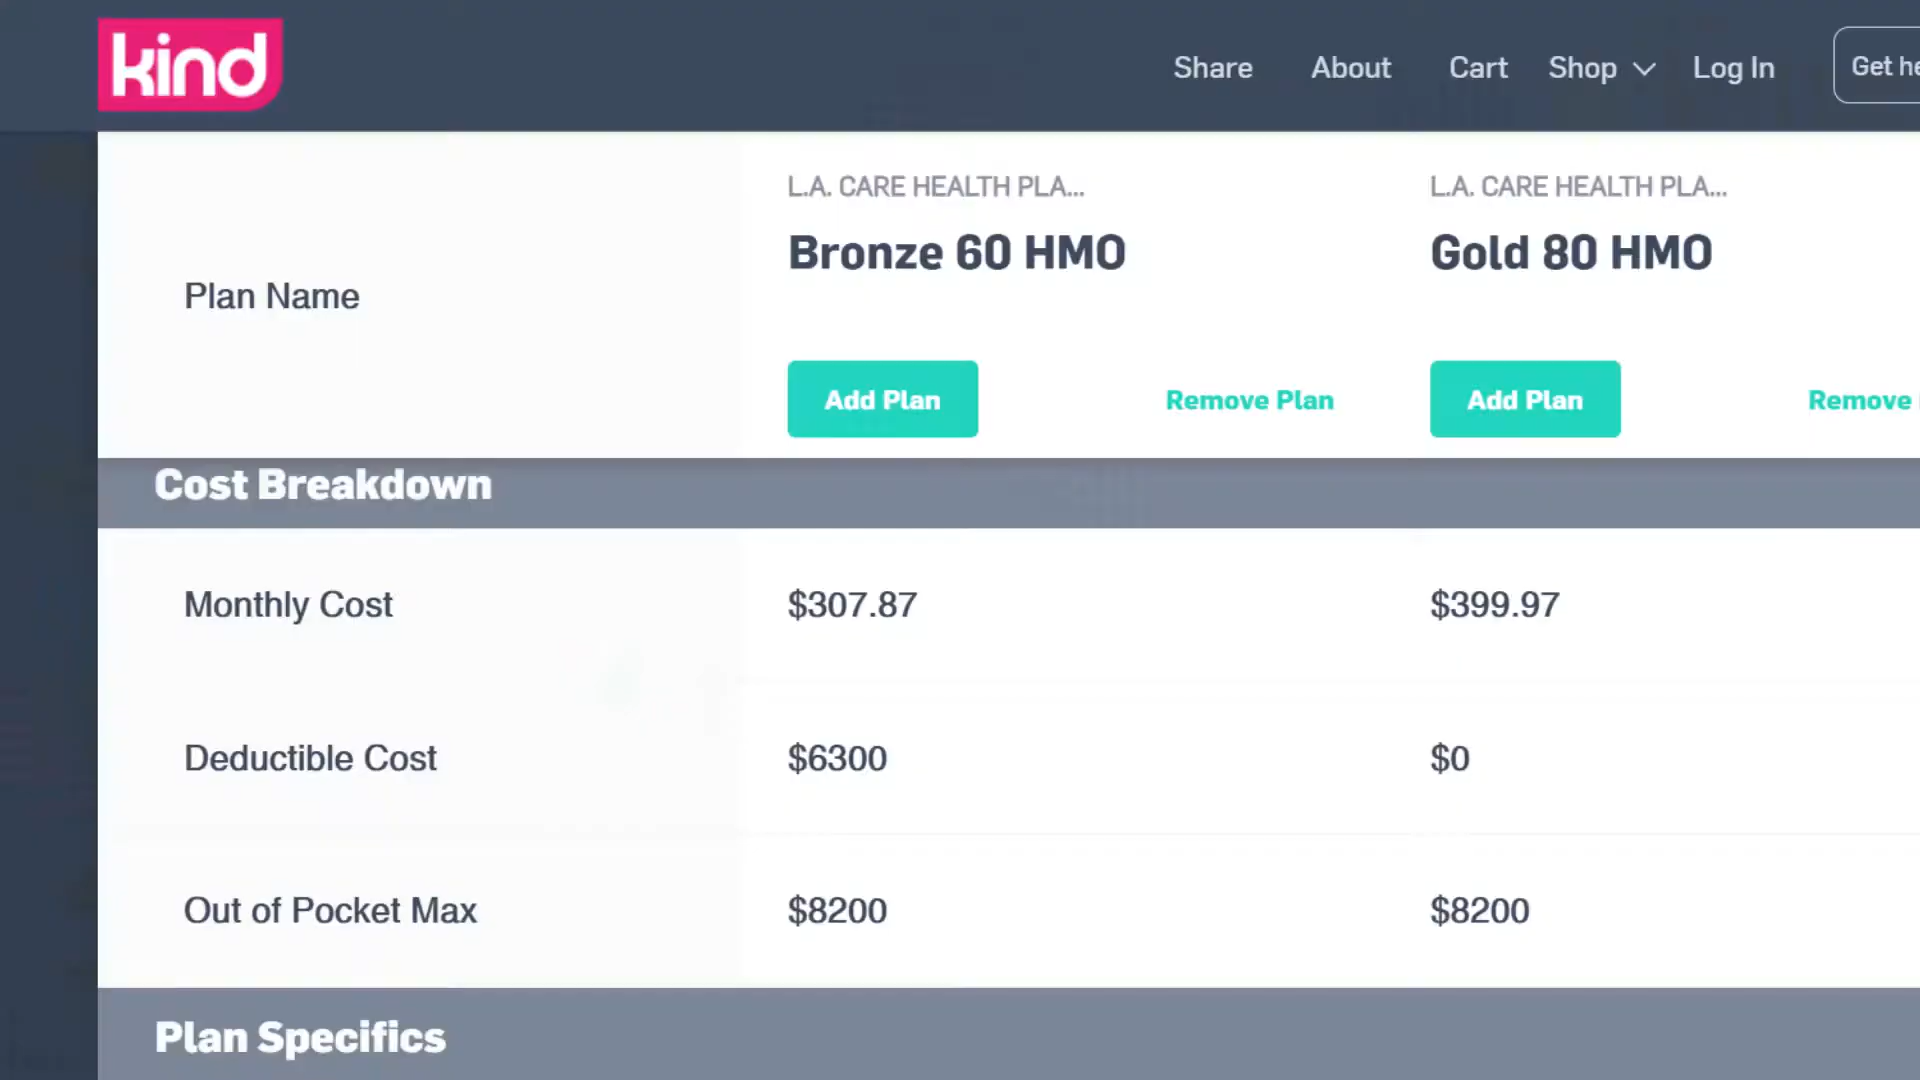 kind
Share About Cart Shop Log In Get he
Plan Name
L.A. CARE HEALTH PLA...
Bronze 60 HMO
Add Plan Remove Plan
L.A. CARE HEALTH PLA...
Gold 80 HMO
Add Plan Remove
Cost Breakdown
Monthly Cost $307.87 $399.97
Deductible Cost $6300 $0
Out of Pocket Max $8200 $8200
Plan Specifics